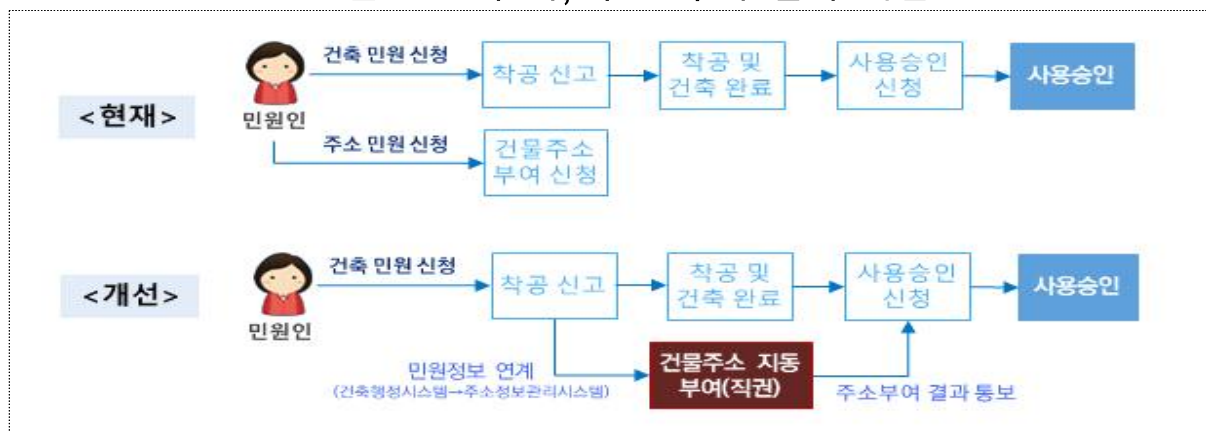 건축 민원 신청
착공 신고
착공 및
건축 완료
사용승인
신청
사용승인
<현재>
민원인
주소 민원 신청
건물주소
부여 신청
건축 민원 신청
착공 신고
착공 및
건축 완료
사용승인
신청
사용승인
<개선>
민원인
민원정보 연계
(건축행정시스템→주소정보관리시스템)
건물주소 지동
부여(직권)
주소부여 결과 통보